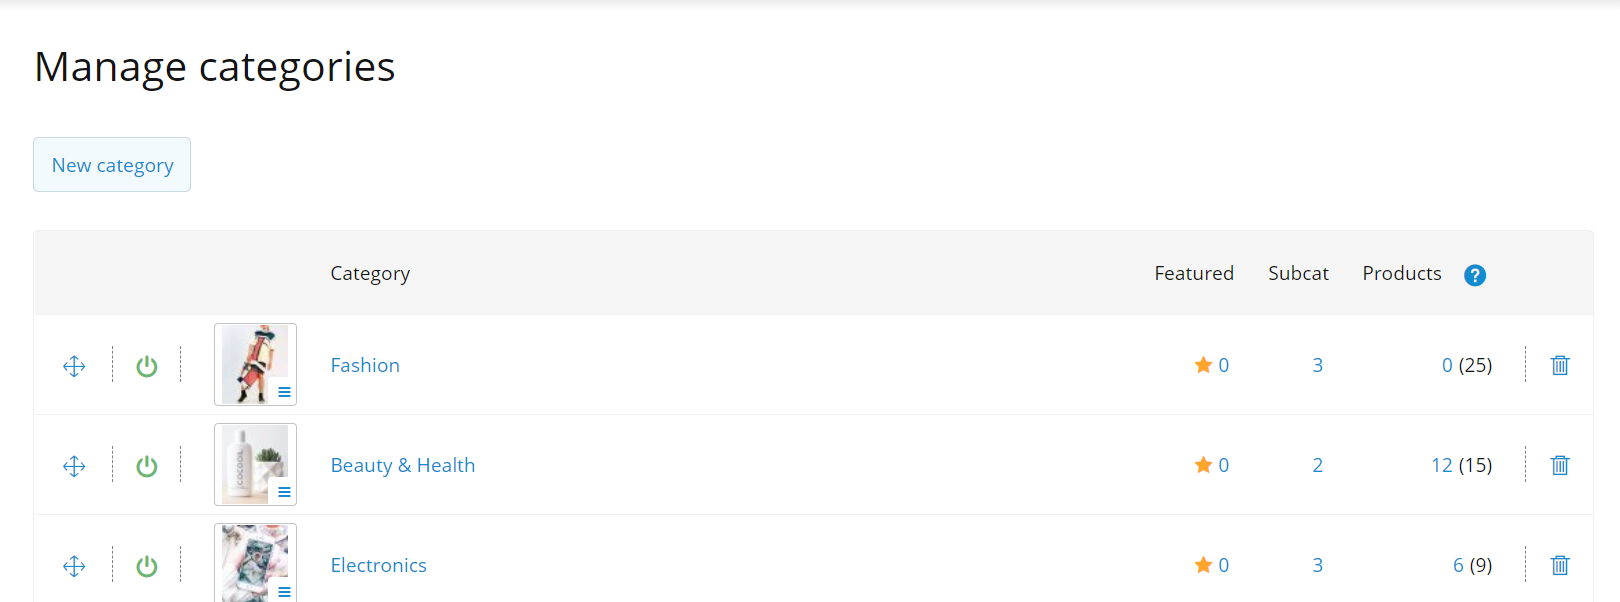 Manage categories
New category
Category Featured Subcat Products ?
Fashion 0 3 0 (25)
Beauty & Health 0 2 12 (15)
Electronics 0 3 6 (9)